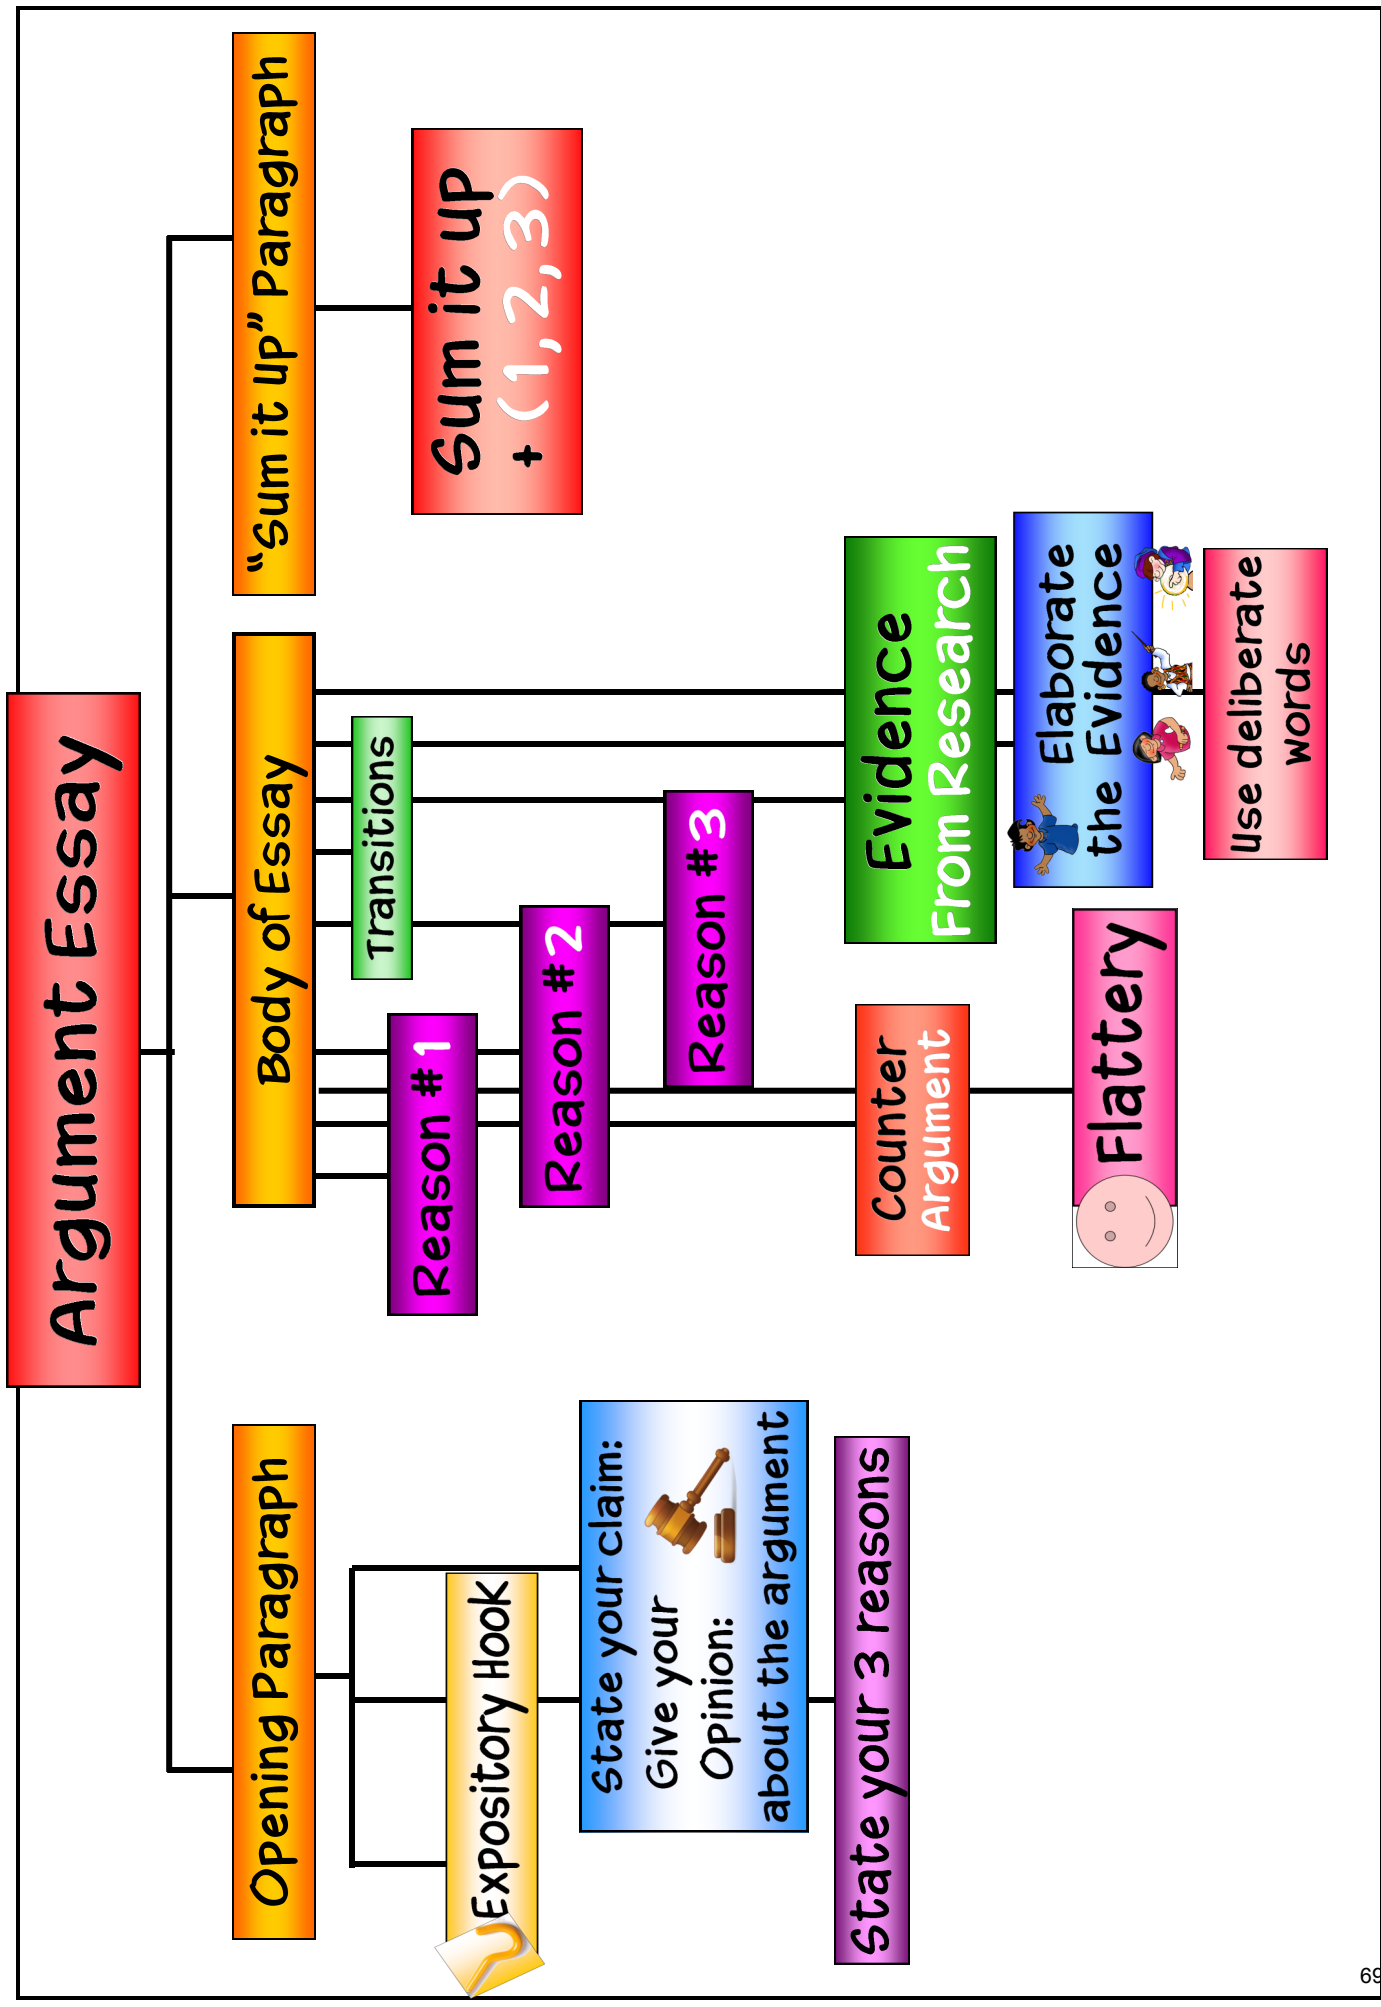 Argument Essay
Opening Paragraph
Expository Hook
State your claim:
Give your
Opinion:
about the argument
State your 3 reasons
Body of Essay
Transitions
Reason #1
Reason #2
Reason #3
Counter
Argument
Flattery
Evidence
From Research
Elaborate
the Evidence
Use deliberate
words
“Sum it up” Paragraph
Sum it up
+ (1,2,3)
69